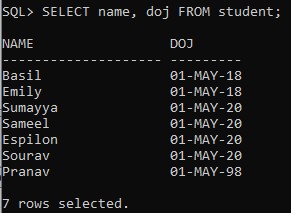 SQL> SELECT name, doj FROM student;
NAME                 DOJ
-------------------- ---------
Basil                01-MAY-18
Emily                01-MAY-18
Sumayya              01-MAY-20
Sameel               01-MAY-20
Espilon              01-MAY-20
Sourav               01-MAY-20
Pranav               01-MAY-98
7 rows selected.